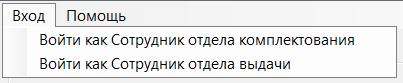 Вход Помощь
Войти как Сотрудник отдела комплектования
Войти как Сотрудник отдела выдачи